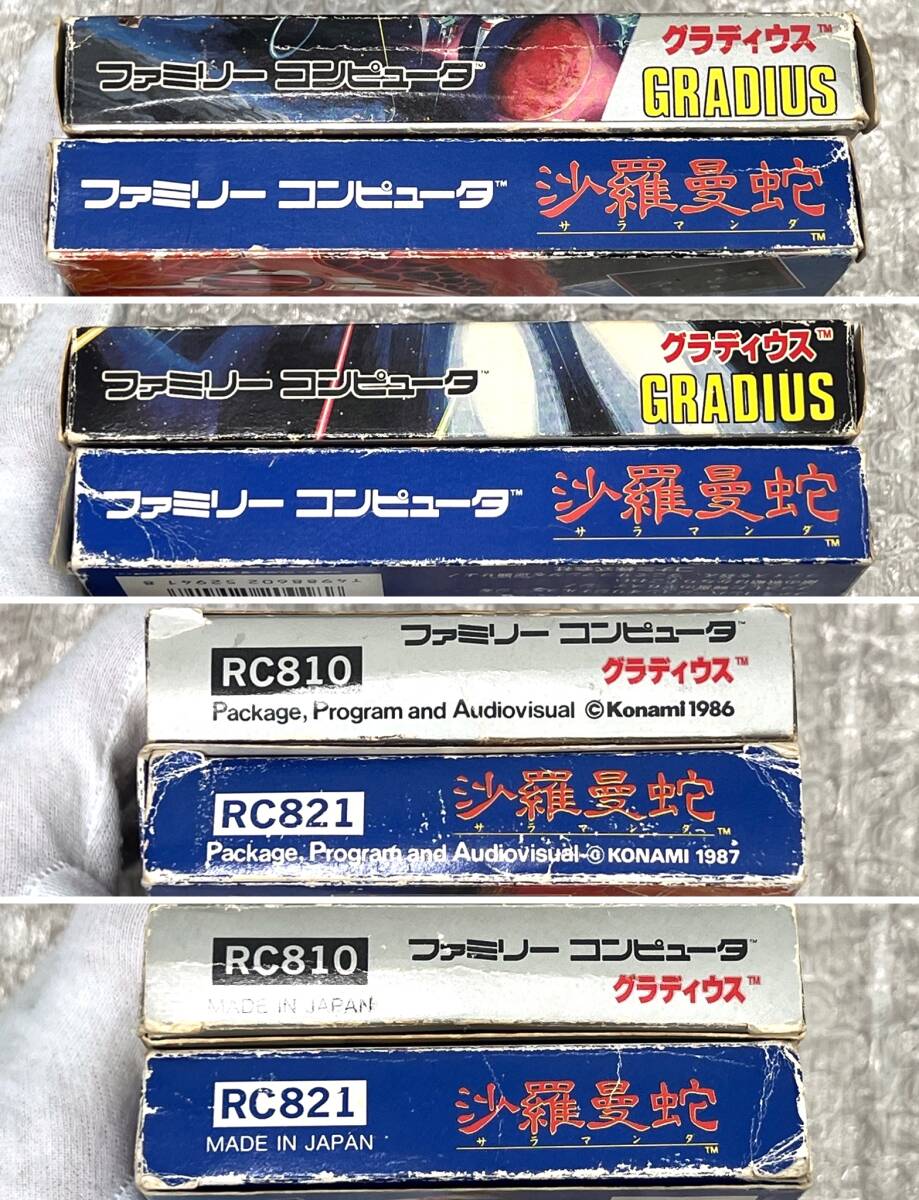 グラディウス™
ファミリー コンピュータ™
GRADIUS
ファミリー コンピュータ™
沙羅曼蛇
サラマンダ
TM
グラディウス™
ファミリー コンピュータ™
GRADIUS
ファミリー コンピュータ™
沙羅曼蛇
サラマンダ
TM
T4988602529418
ファミリー コンピュータ™
RC810
グラディウス™
Package, Program and Audiovisual ©Konami 1986
沙羅曼蛇
RC821
サラマンダ™
Package, Program and Audiovisual © KONAMI 1987
RC810
ファミリー コンピュータ™
グラディウス™
MADE IN JAPAN
RC821
沙羅曼蛇
MADE IN JAPAN
サラマンダ
TM